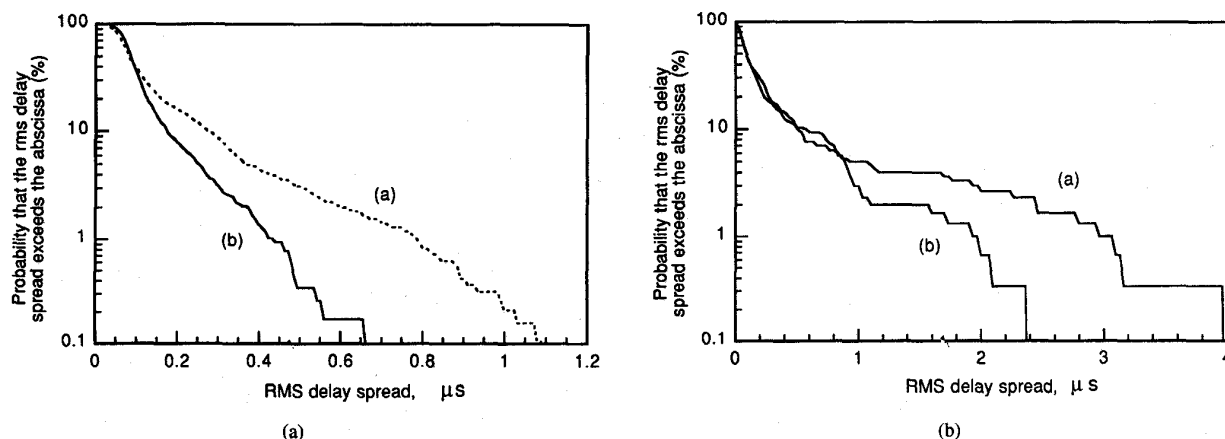 Probability that the rms delay
spread exceeds the abscissa (%)
100
10
1
0.1
(a)
(b)
0 0.2 0.4 0.6 0.8 1 1.2
RMS delay spread, μs
(a)
Probability that the rms delay
spread exceeds the abscissa (%)
100
10
1
0.1
(a)
(b)
0 1 2 3 4
RMS delay spread, μs
(b)